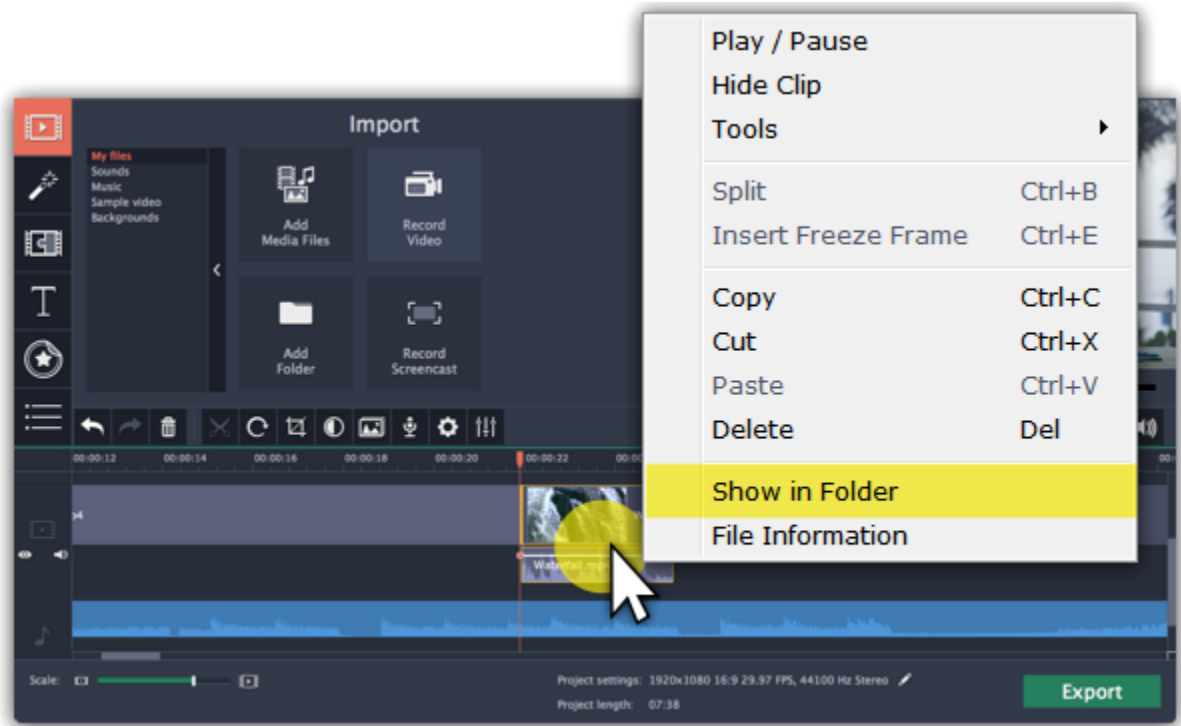 Play / Pause
Hide Clip
Tools
Split Ctrl+B
Insert Freeze Frame Ctrl+E
Copy Ctrl+C
Cut Ctrl+X
Paste Ctrl+V
Delete Del
Show in Folder
File Information
Import
My files
Sounds
Music
Sample video
Backgrounds
Add
Media Files
Record
Video
Add
Folder
Record
Screencast
00:00:12 00:00:14 00:00:16 00:00:18 00:00:20 00:00:22
Scale:
Project settings: 1920x1080 16:9 29.97 FPS, 44100 Hz Stereo
Project length: 07:38
Export